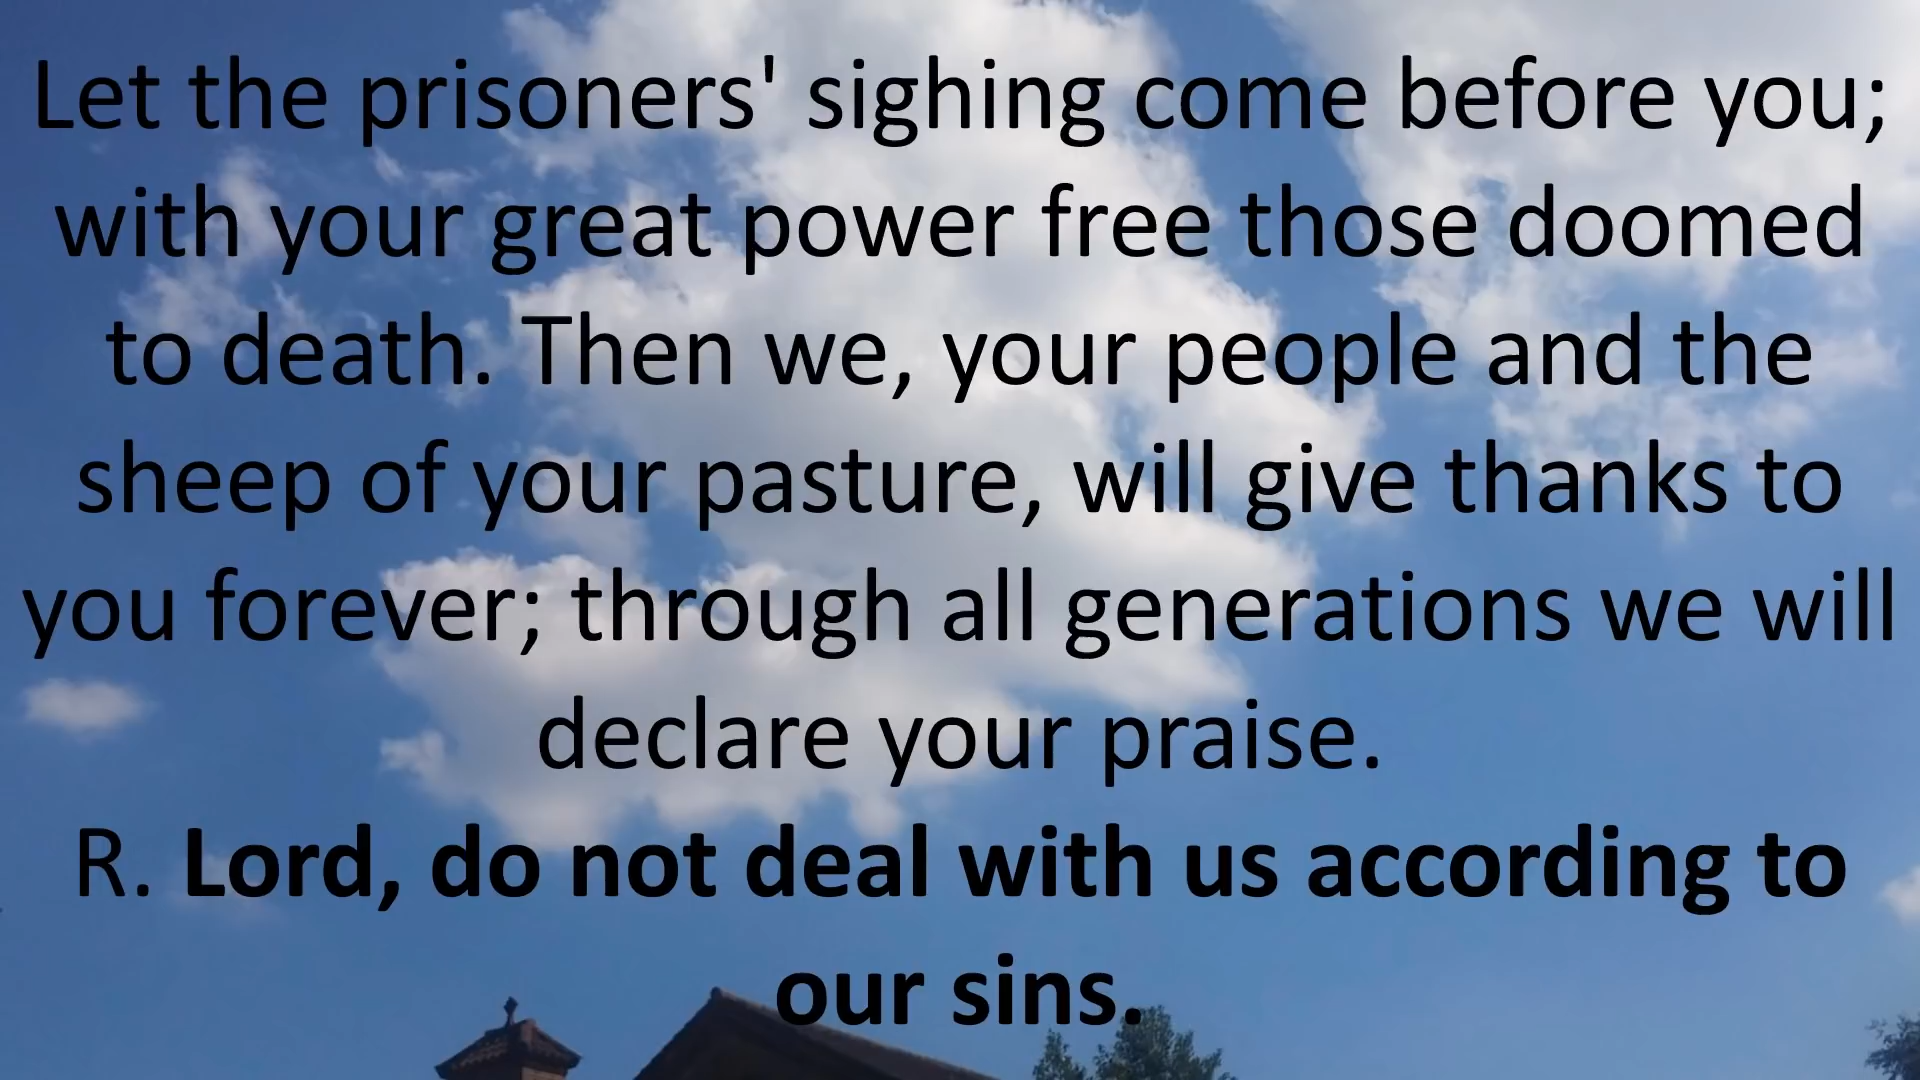 Let the prisoners' sighing come before you;
with your great power free those doomed
to death. Then we, your people and the
sheep of your pasture, will give thanks to
you forever; through all generations we will
declare your praise.
R. Lord, do not deal with us according to
our sins.